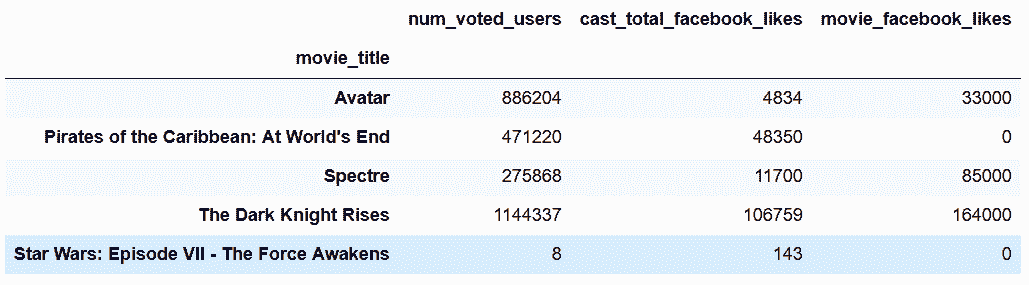 num_voted_users cast_total_facebook_likes movie_facebook_likes
movie_title
Avatar 886204 4834 33000
Pirates of the Caribbean: At World's End 471220 48350 0
Spectre 275868 11700 85000
The Dark Knight Rises 1144337 106759 164000
Star Wars: Episode VII - The Force Awakens 8 143 0